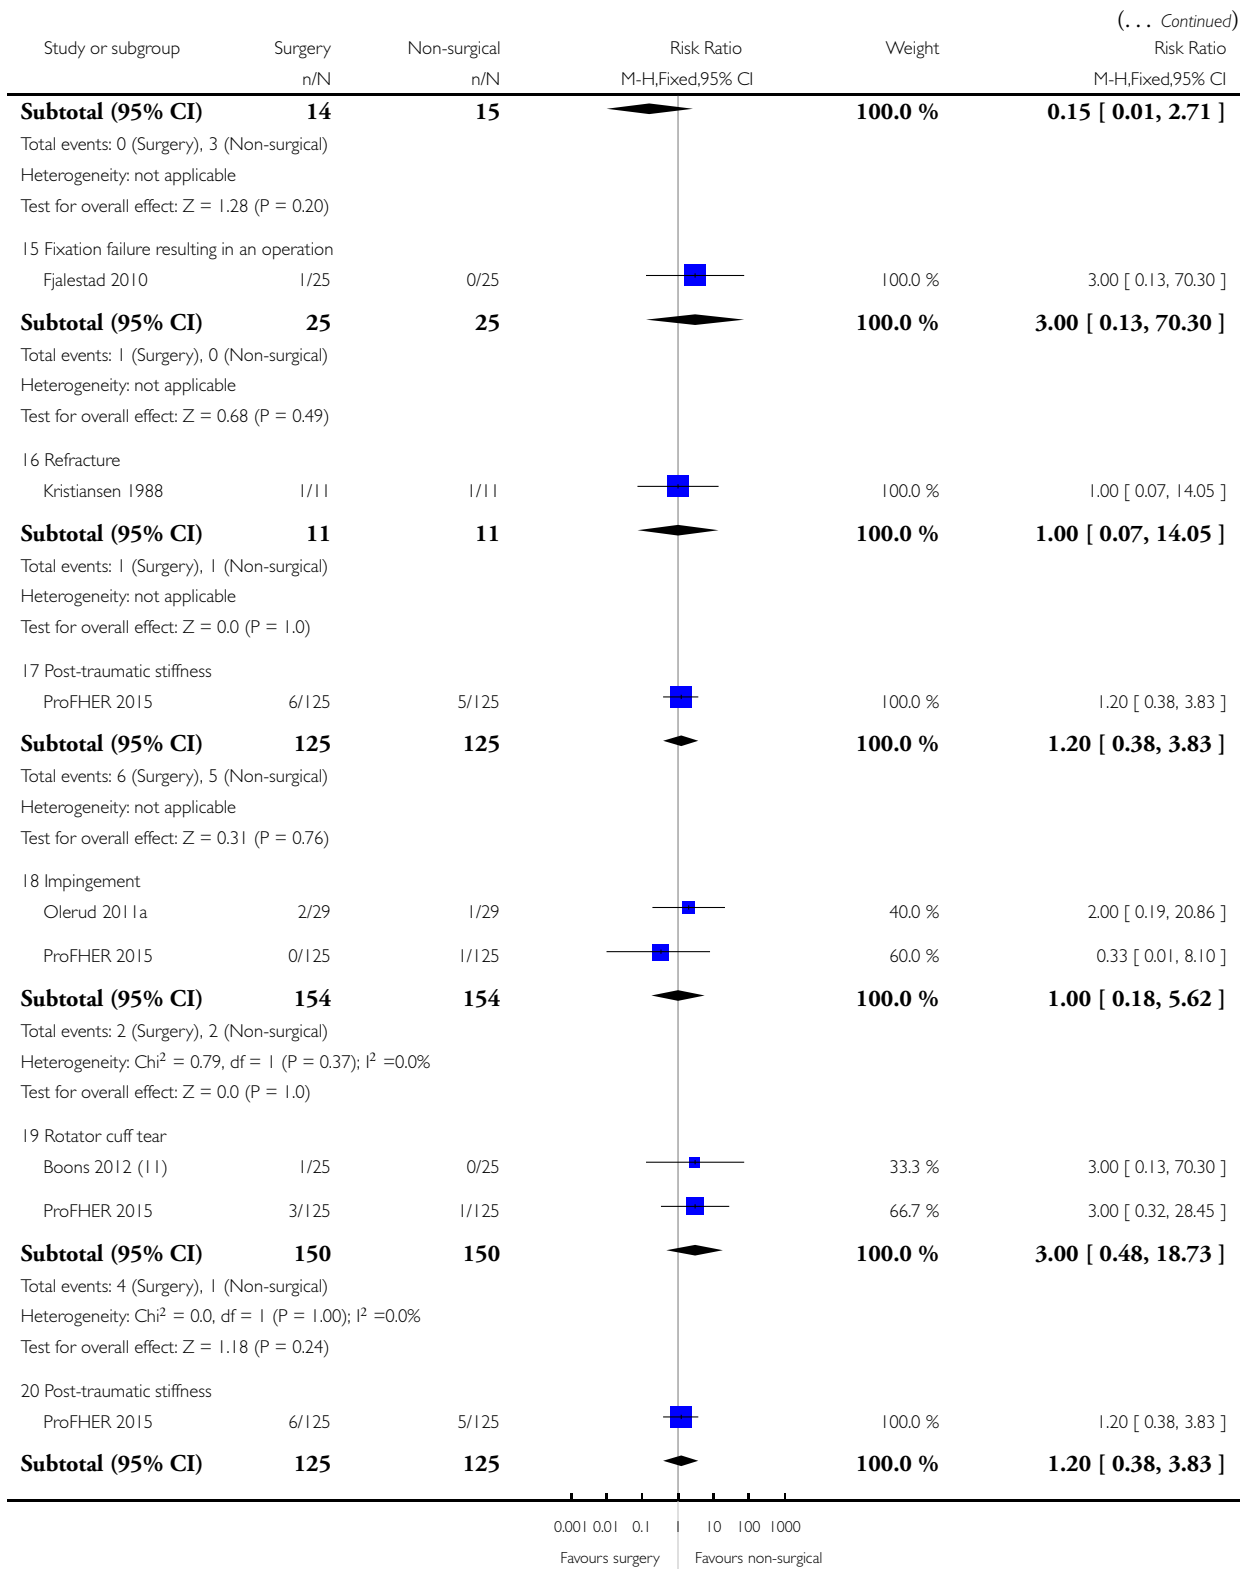 (... Continued)
Study or subgroup Surgery Non-surgical Risk Ratio Weight Risk Ratio
n/N n/N M-H,Fixed,95% CI M-H,Fixed,95% CI
Subtotal (95% CI) 14 15 100.0 % 0.15 [ 0.01, 2.71 ]
Total events: 0 (Surgery), 3 (Non-surgical)
Heterogeneity: not applicable
Test for overall effect: Z = 1.28 (P = 0.20)
15 Fixation failure resulting in an operation
Fjalestad 2010 1/25 0/25 100.0 % 3.00 [ 0.13, 70.30 ]
Subtotal (95% CI) 25 25 100.0 % 3.00 [ 0.13, 70.30 ]
Total events: 1 (Surgery), 0 (Non-surgical)
Heterogeneity: not applicable
Test for overall effect: Z = 0.68 (P = 0.49)
16 Refracture
Kristiansen 1988 1/11 1/11 100.0 % 1.00 [ 0.07, 14.05 ]
Subtotal (95% CI) 11 11 100.0 % 1.00 [ 0.07, 14.05 ]
Total events: 1 (Surgery), 1 (Non-surgical)
Heterogeneity: not applicable
Test for overall effect: Z = 0.0 (P = 1.0)
17 Post-traumatic stiffness
ProFHER 2015 6/125 5/125 100.0 % 1.20 [ 0.38, 3.83 ]
Subtotal (95% CI) 125 125 100.0 % 1.20 [ 0.38, 3.83 ]
Total events: 6 (Surgery), 5 (Non-surgical)
Heterogeneity: not applicable
Test for overall effect: Z = 0.31 (P = 0.76)
18 Impingement
Olerud 2011a 2/29 1/29 40.0 % 2.00 [ 0.19, 20.86 ]
ProFHER 2015 0/125 1/125 60.0 % 0.33 [ 0.01, 8.10 ]
Subtotal (95% CI) 154 154 100.0 % 1.00 [ 0.18, 5.62 ]
Total events: 2 (Surgery), 2 (Non-surgical)
Heterogeneity: Chi² = 0.79, df = 1 (P = 0.37); I² =0.0%
Test for overall effect: Z = 0.0 (P = 1.0)
19 Rotator cuff tear
Boons 2012 (11) 1/25 0/25 33.3 % 3.00 [ 0.13, 70.30 ]
ProFHER 2015 3/125 1/125 66.7 % 3.00 [ 0.32, 28.45 ]
Subtotal (95% CI) 150 150 100.0 % 3.00 [ 0.48, 18.73 ]
Total events: 4 (Surgery), 1 (Non-surgical)
Heterogeneity: Chi² = 0.0, df = 1 (P = 1.00); I² =0.0%
Test for overall effect: Z = 1.18 (P = 0.24)
20 Post-traumatic stiffness
ProFHER 2015 6/125 5/125 100.0 % 1.20 [ 0.38, 3.83 ]
Subtotal (95% CI) 125 125 100.0 % 1.20 [ 0.38, 3.83 ]
0.001 0.01 0.1 1 10 100 1000
Favours surgery Favours non-surgical